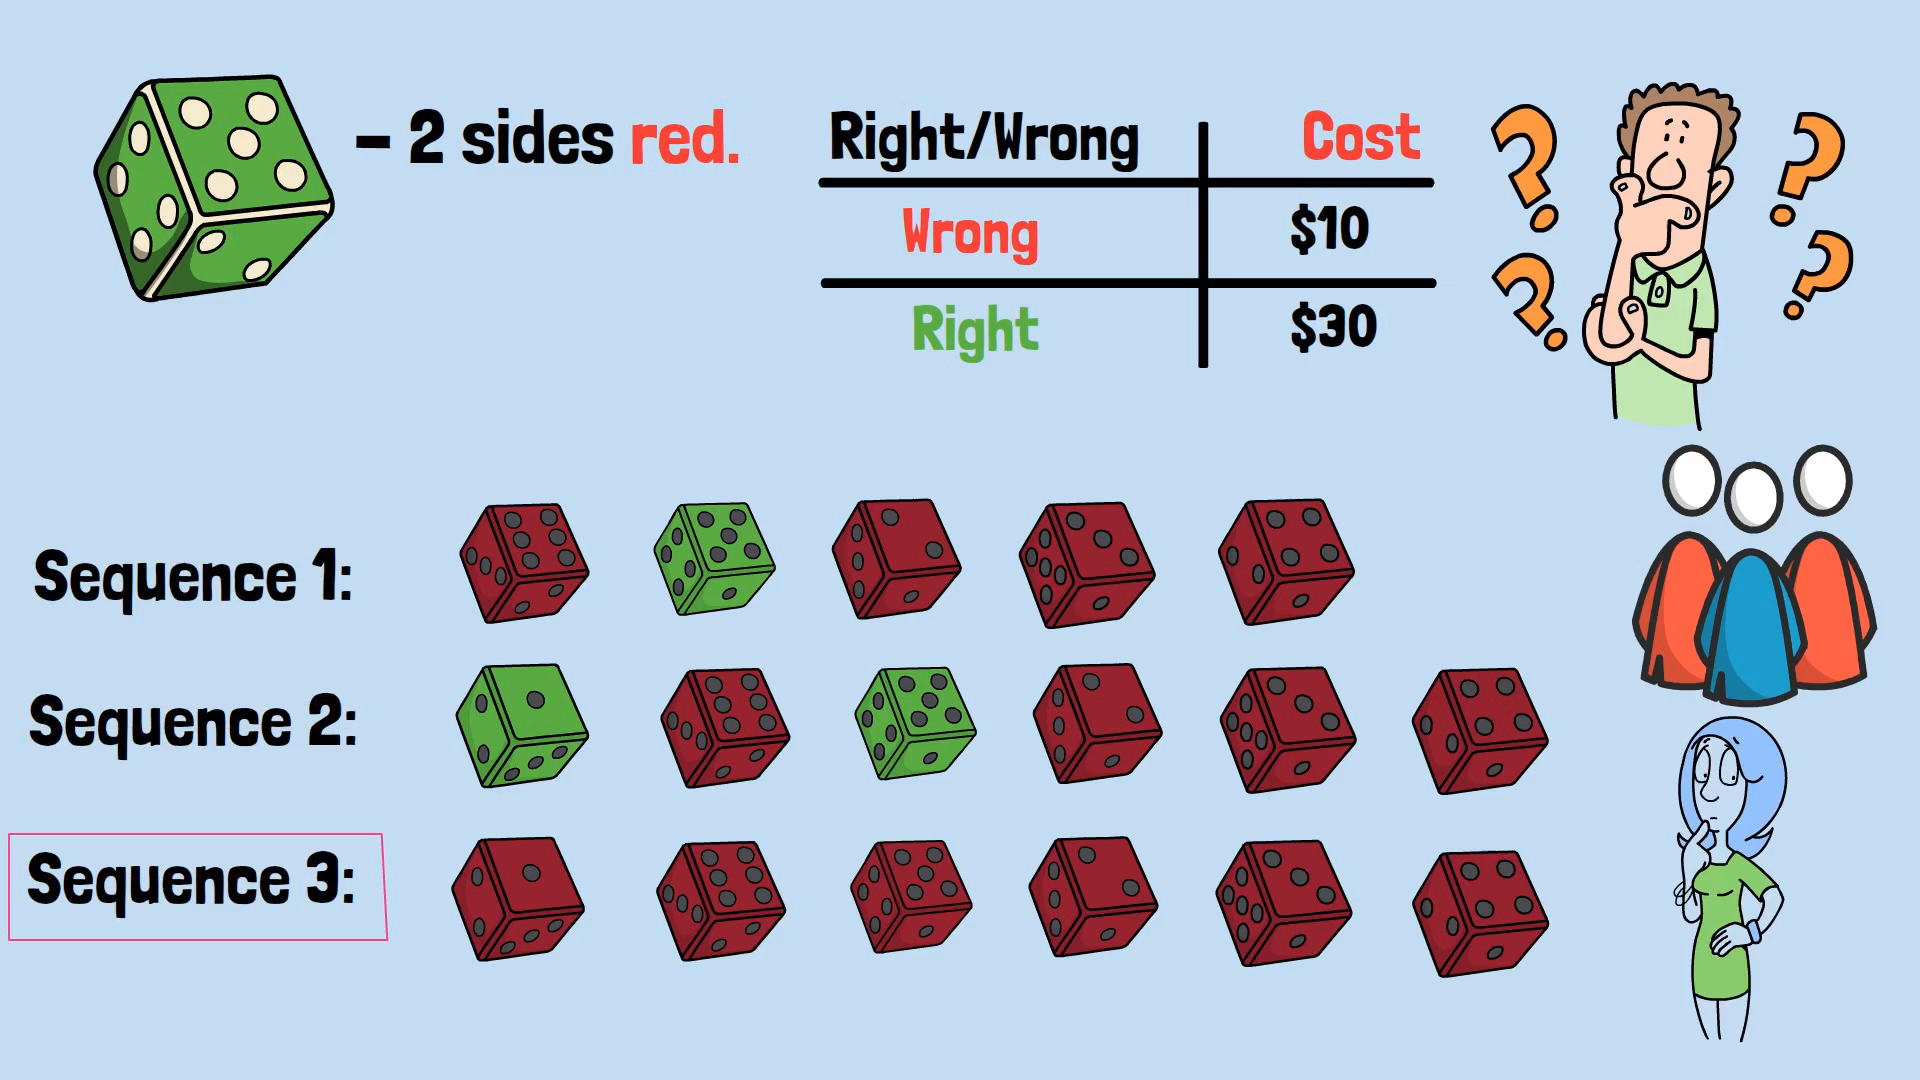 – 2 sides red.
Right/Wrong Cost
Wrong $10
Right $30
Sequence 1:
Sequence 2:
Sequence 3: